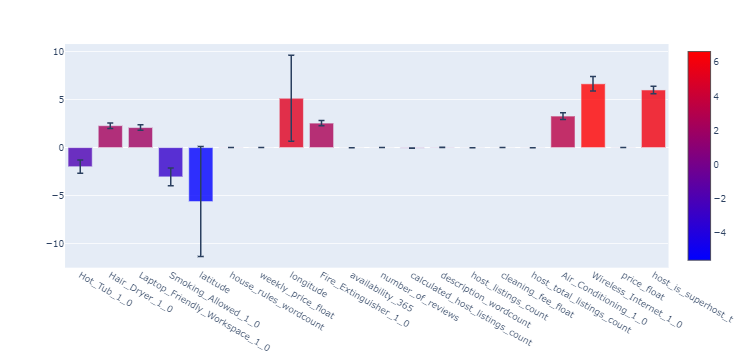 10
5
0
−5
−10
Hot_Tub_1_0
Hair_Dryer_1_0
Laptop_Friendly_Workspace_1_0
Smoking_Allowed_1_0
latitude
house_rules_wordcount
weekly_price_float
longitude
Fire_Extinguisher_1_0
availability_365
number_of_reviews
calculated_host_listings_count
description_wordcount
host_listings_count
cleaning_fee_float
host_total_listings_count
Air_Conditioning_1_0
Wireless_Internet_1_0
price_float
host_is_superhost_t
6
4
2
0
−2
−4